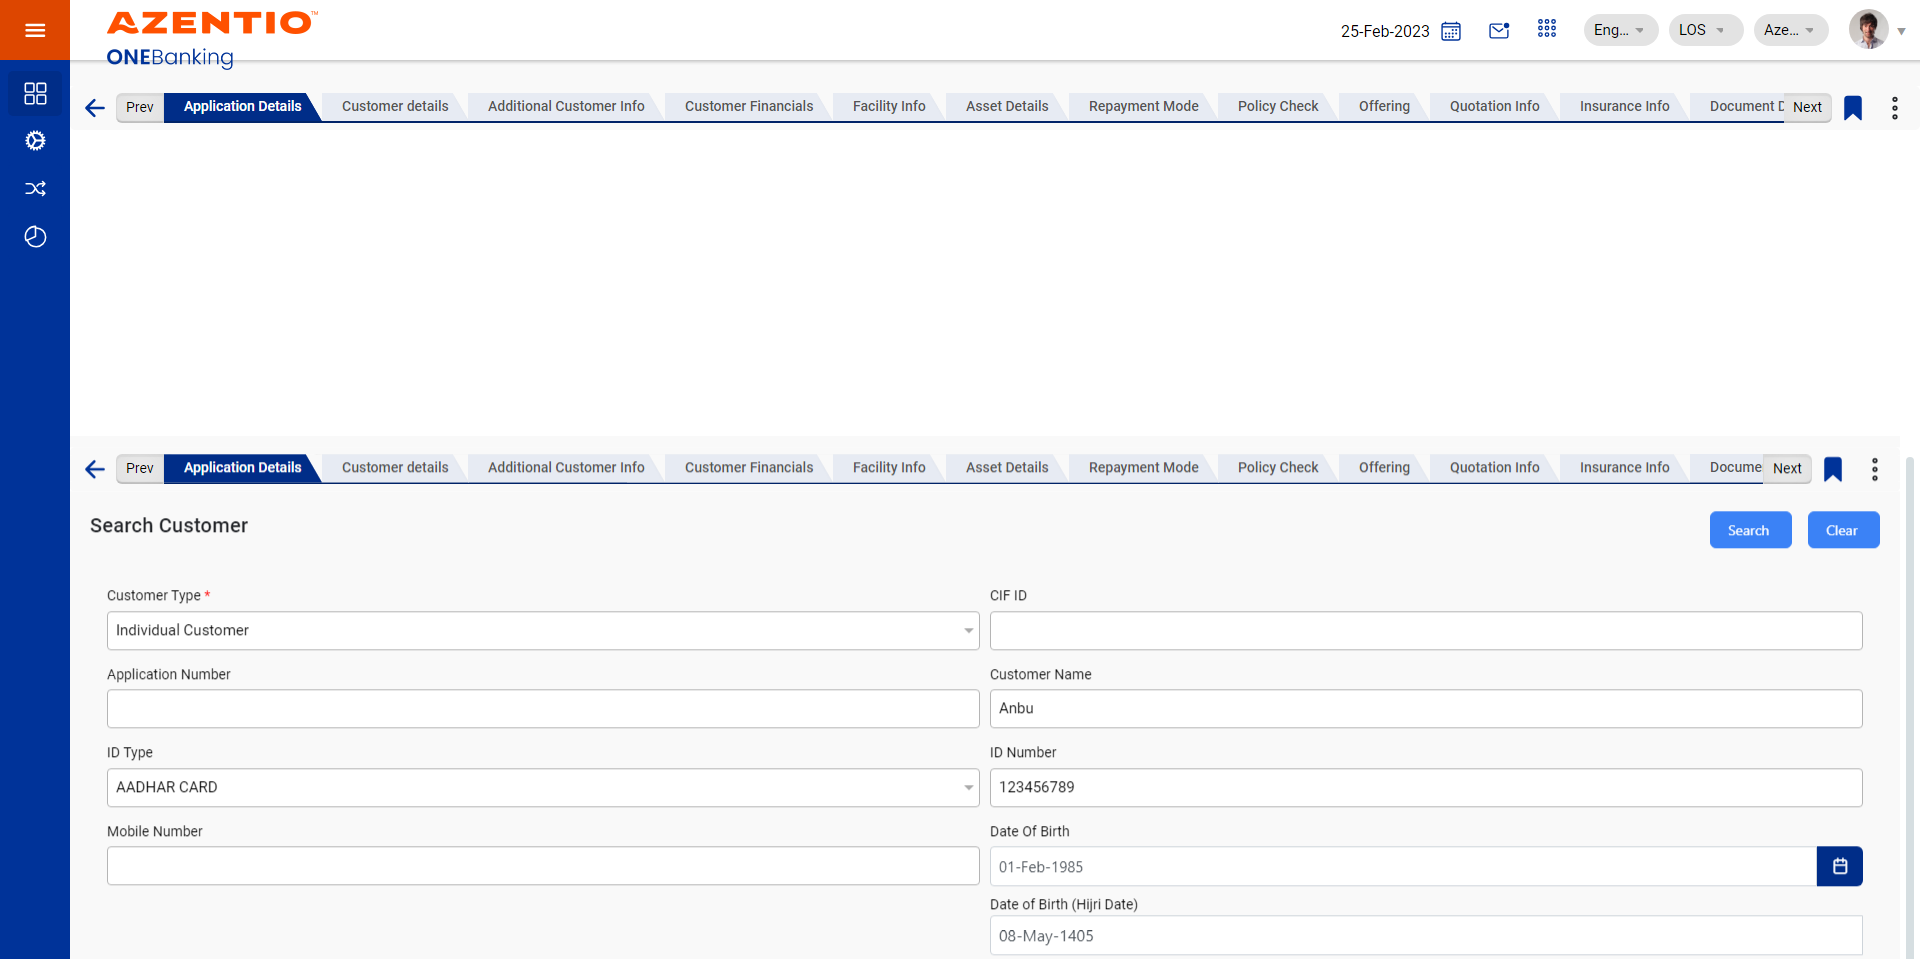 AZENTIO™
ONEBanking
25-Feb-2023
Eng...
LOS
Aze...
Prev
Application Details
Customer details
Additional Customer Info
Customer Financials
Facility Info
Asset Details
Repayment Mode
Policy Check
Offering
Quotation Info
Insurance Info
Document D
Next
Prev
Application Details
Customer details
Additional Customer Info
Customer Financials
Facility Info
Asset Details
Repayment Mode
Policy Check
Offering
Quotation Info
Insurance Info
Docume
Next
Search Customer
Search
Clear
Customer Type *
CIF ID
Individual Customer
Application Number
Customer Name
Anbu
ID Type
ID Number
AADHAR CARD
123456789
Mobile Number
Date Of Birth
01-Feb-1985
Date of Birth (Hijri Date)
08-May-1405